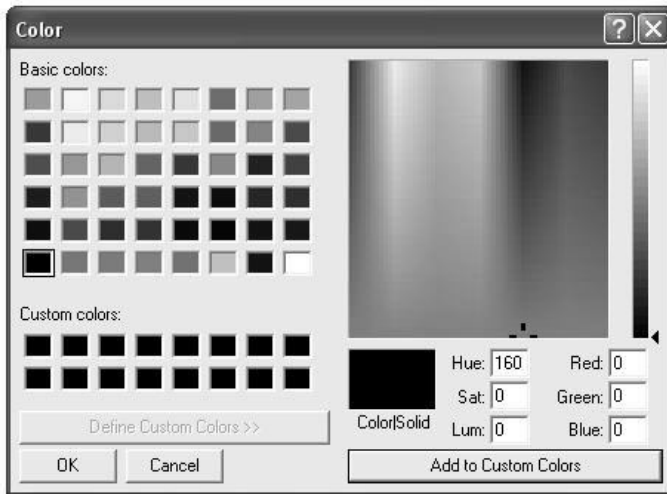 Color
Basic colors:
Custom colors:
Define Custom Colors >>
OK Cancel
Hue: 160 Red: 0
Sat: 0 Green: 0
Color|Solid
Lum: 0 Blue: 0
Add to Custom Colors